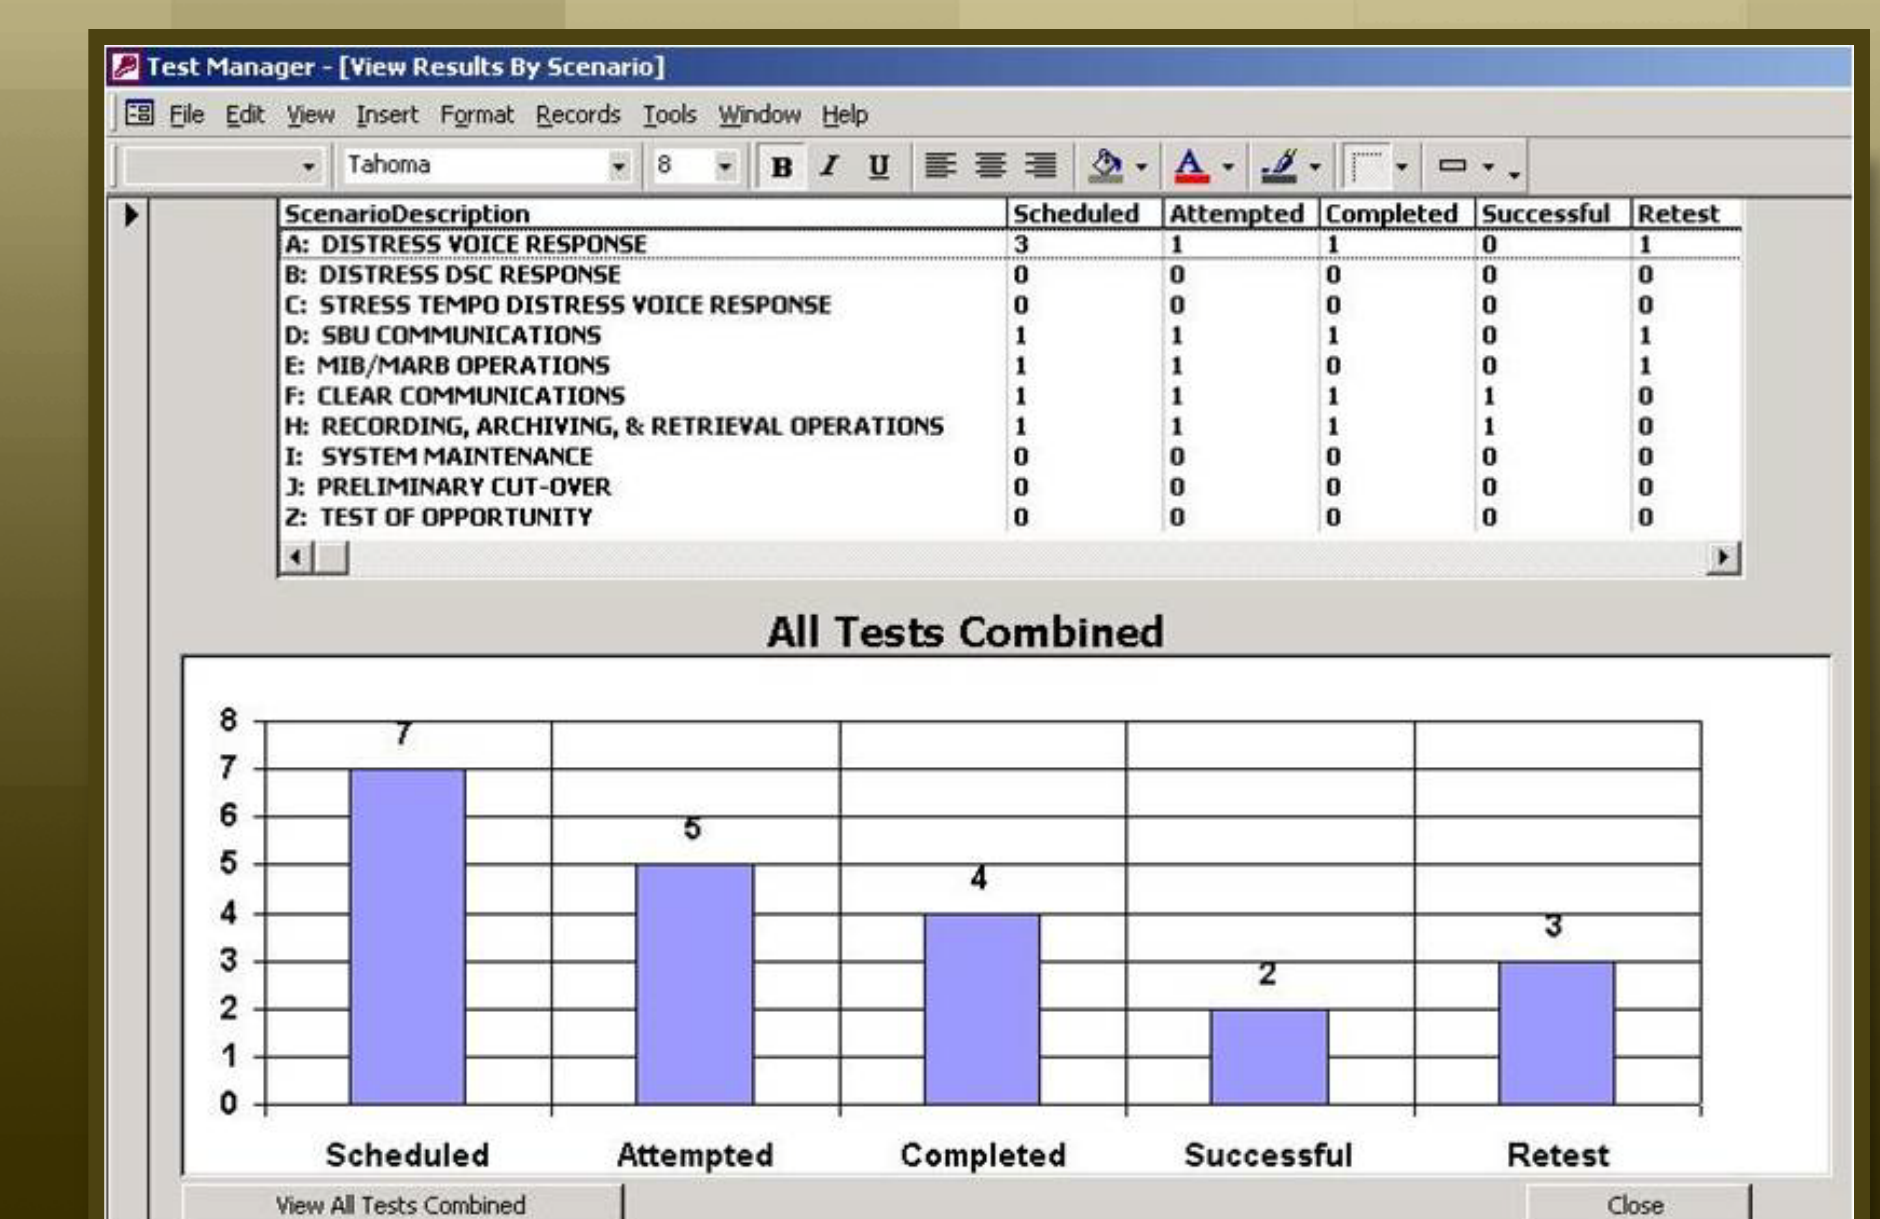 Test Manager - [View Results By Scenario]
File Edit View Insert Format Records Tools Window Help
Tahoma 8 B I U A
ScenarioDescription Scheduled Attempted Completed Successful Retest
A: DISTRESS VOICE RESPONSE 3 1 1 0 1
B: DISTRESS DSC RESPONSE 0 0 0 0 0
C: STRESS TEMPO DISTRESS VOICE RESPONSE 0 0 0 0 0
D: SBU COMMUNICATIONS 1 1 1 0 1
E: MIB/MARB OPERATIONS 1 1 0 0 1
F: CLEAR COMMUNICATIONS 1 1 1 1 0
H: RECORDING, ARCHIVING, & RETRIEVAL OPERATIONS 1 1 1 1 0
I: SYSTEM MAINTENANCE 0 0 0 0 0
J: PRELIMINARY CUT-OVER 0 0 0 0 0
Z: TEST OF OPPORTUNITY 0 0 0 0 0
All Tests Combined
8
7
7
6
5
5
4
4
3
3
2
2
1
0
Scheduled Attempted Completed Successful Retest
View All Tests Combined Close